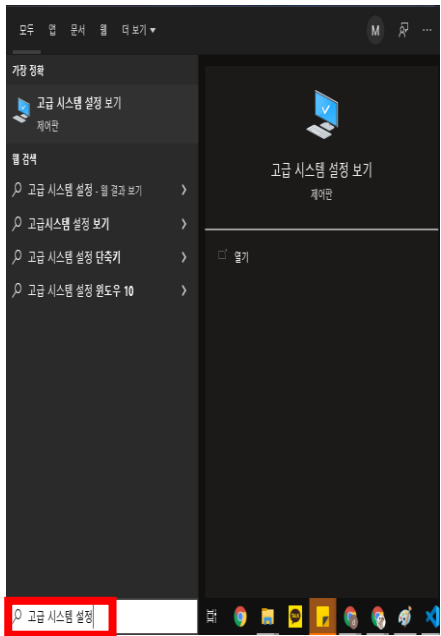 모두 앱 문서 웹 더 보기 ▾ M ···
가장 정확
고급 시스템 설정 보기
제어판
웹 검색
고급 시스템 설정 - 웹 결과 보기
고급시스템 설정 보기
고급 시스템 설정 단축키
고급 시스템 설정 윈도우 10
고급 시스템 설정 보기
제어판
열기
고급 시스템 설정